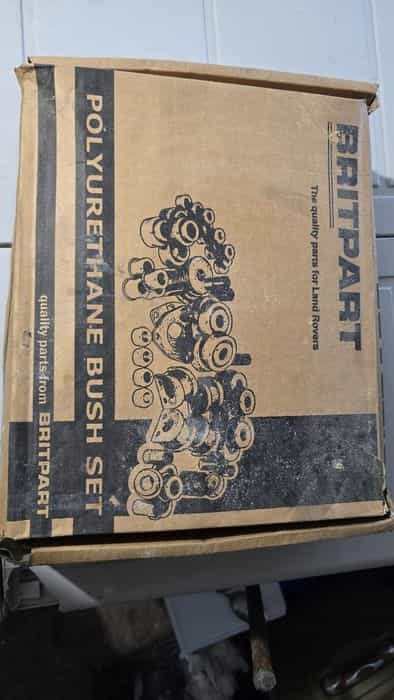 BRITPART
The quality parts for Land Rovers
POLYURETHANE BUSH SET
quality parts from BRITPART